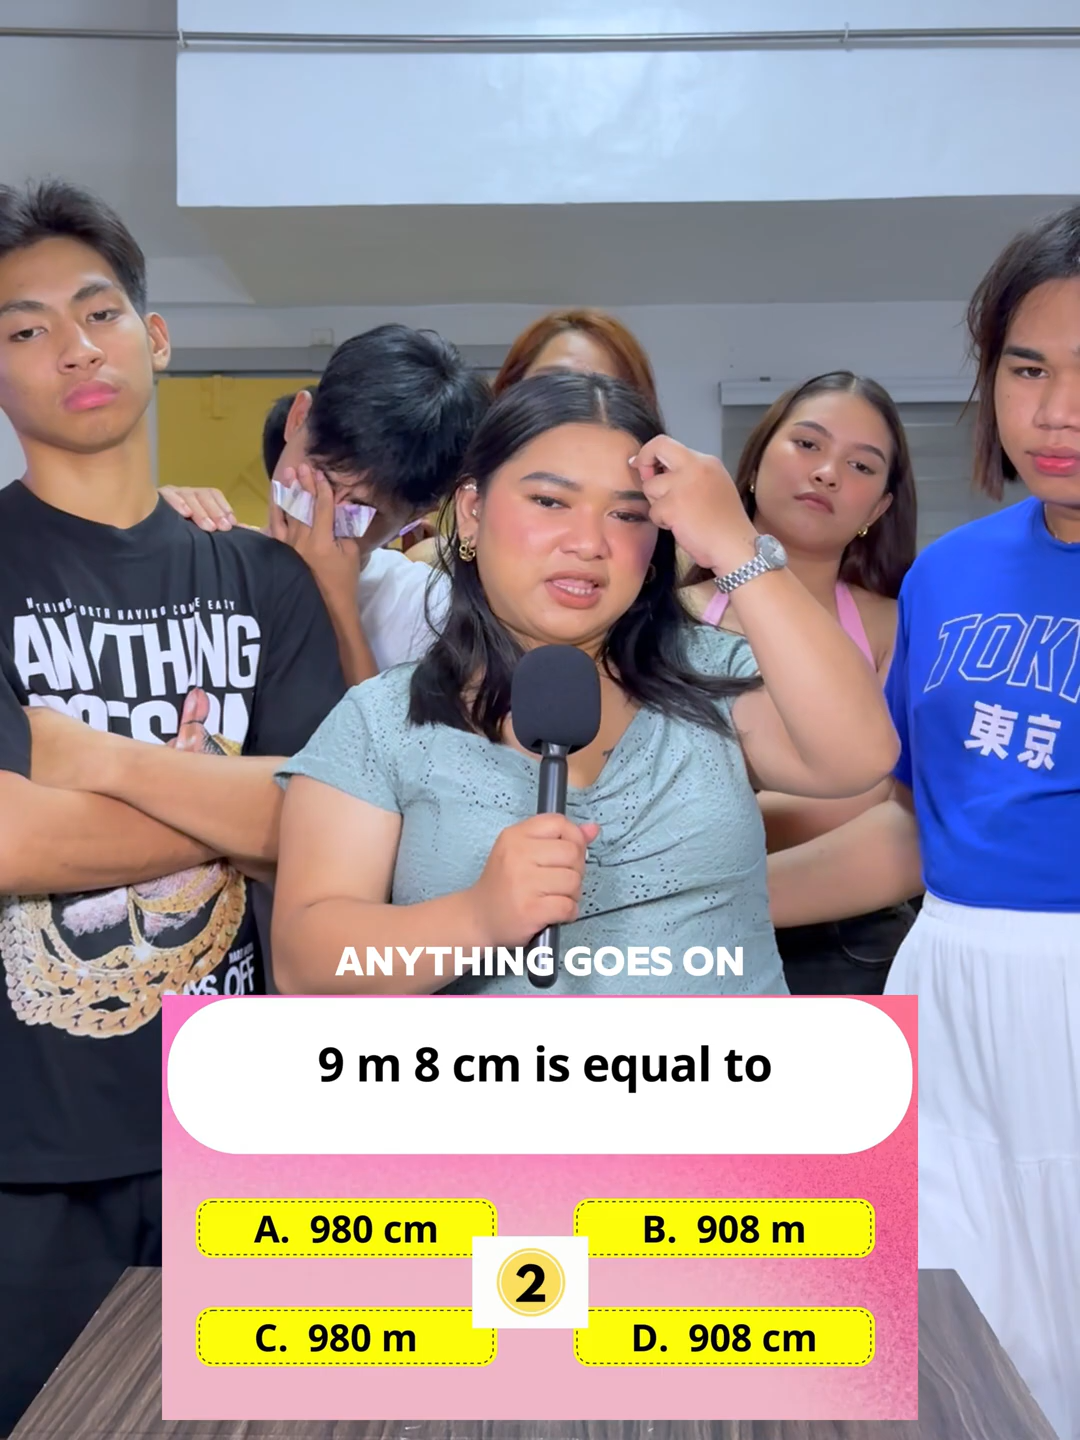 ANYTHING
東京
ANYTHING GOES ON
9 m 8 cm is equal to
A. 980 cm
B. 908 m
2
C. 980 m
D. 908 cm